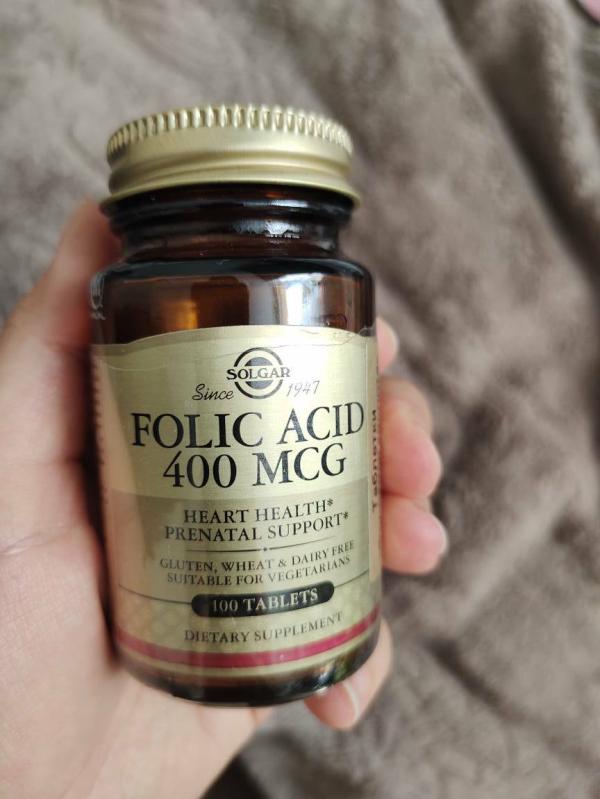 SOLGAR
Since 1947
FOLIC ACID
400 MCG
HEART HEALTH*
PRENATAL SUPPORT*
GLUTEN, WHEAT & DAIRY FREE
SUITABLE FOR VEGETARIANS
100 TABLETS
DIETARY SUPPLEMENT
Таблетки